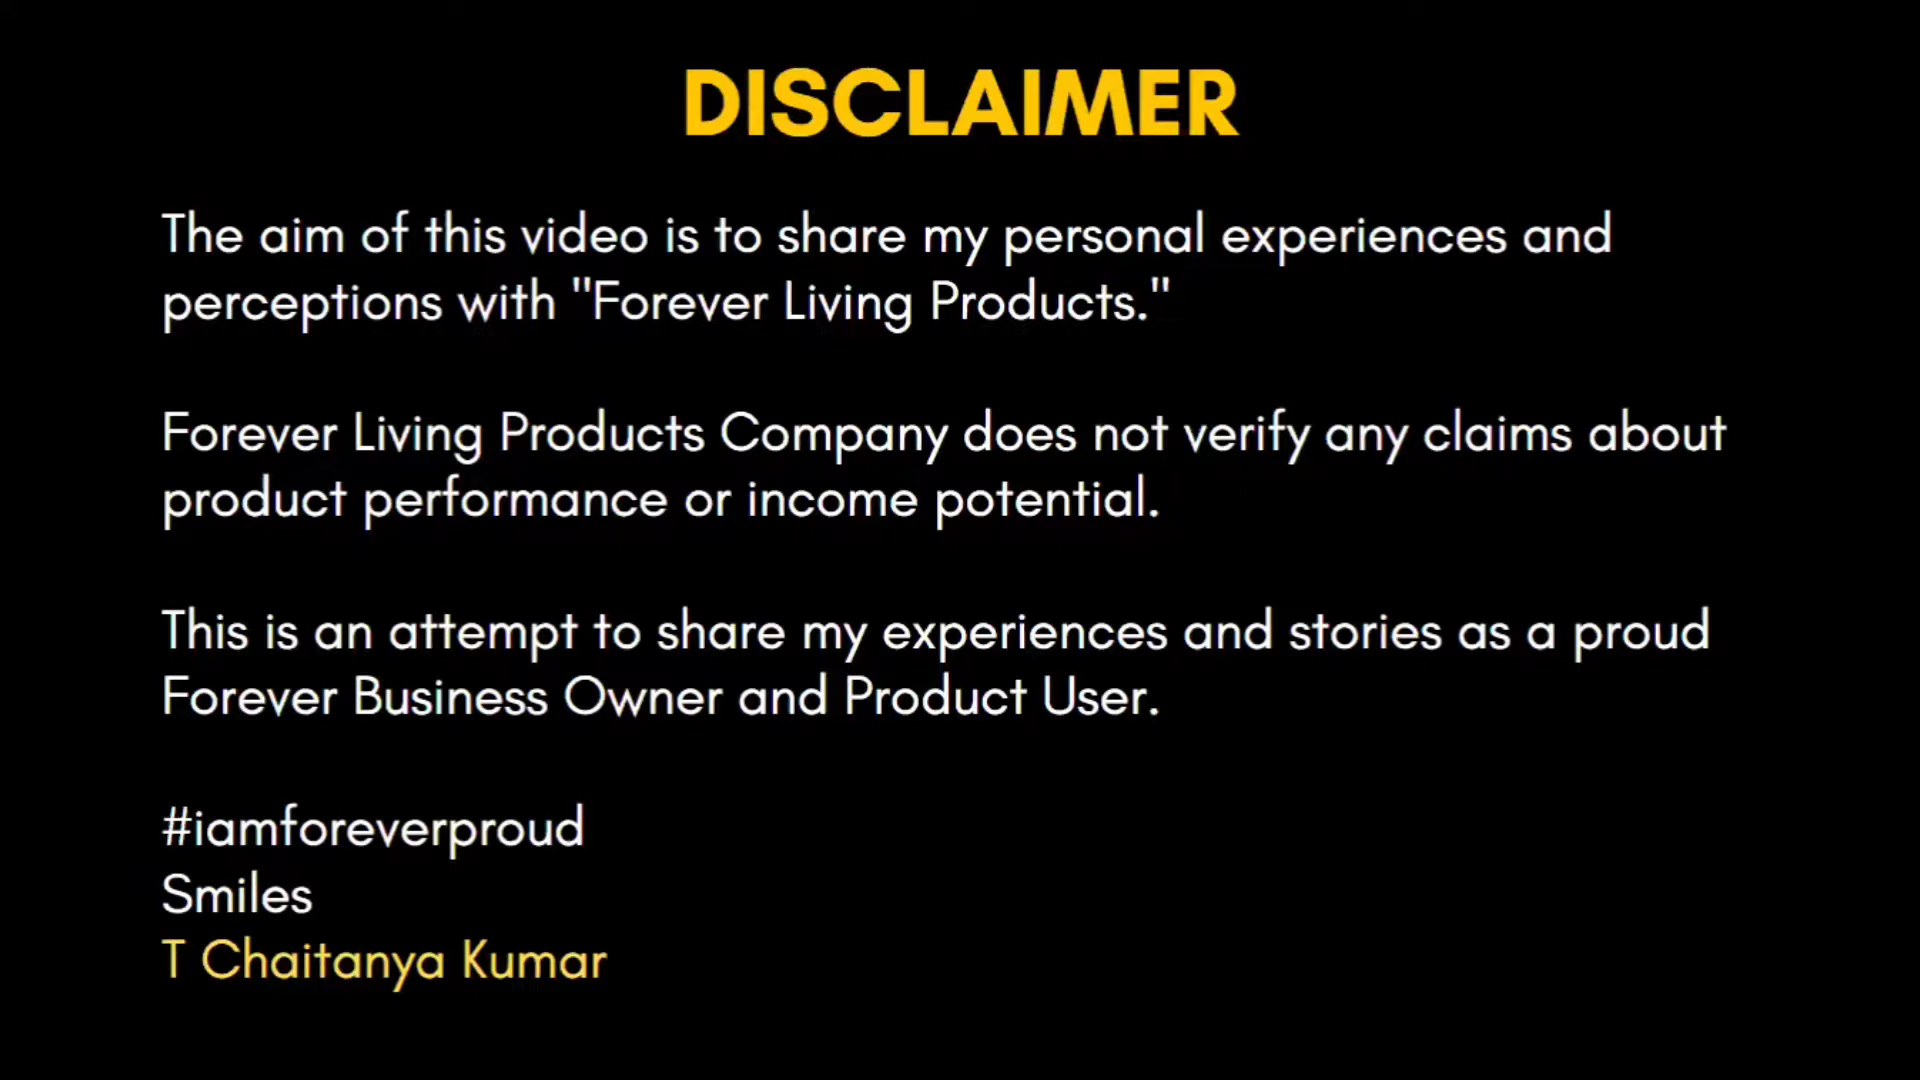 DISCLAIMER
The aim of this video is to share my personal experiences and
perceptions with "Forever Living Products."
Forever Living Products Company does not verify any claims about
product performance or income potential.
This is an attempt to share my experiences and stories as a proud
Forever Business Owner and Product User.
#iamforeverproud
Smiles
T Chaitanya Kumar